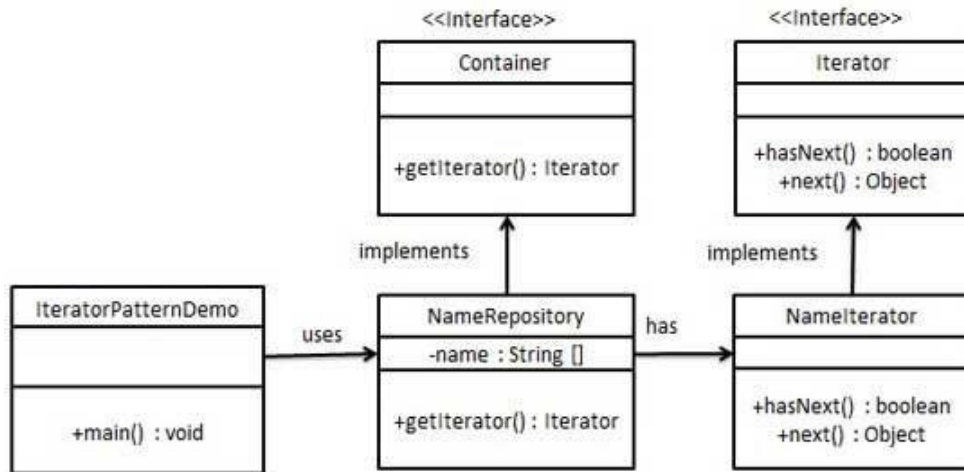 <<Interface>>
Container
+getIterator() : Iterator
<<Interface>>
Iterator
+hasNext() : boolean
+next() : Object
implements
implements
IteratorPatternDemo
+main() : void
uses
NameRepository
-name : String []
+getIterator() : Iterator
has
NameIterator
+hasNext() : boolean
+next() : Object